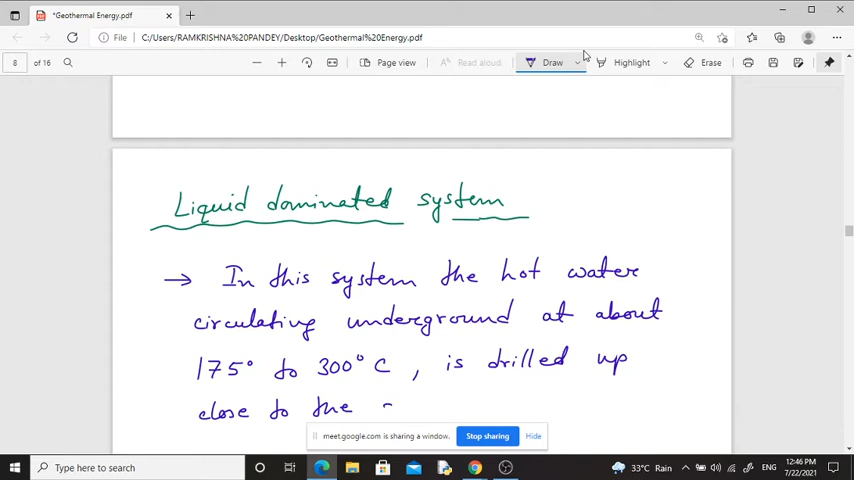 *Geothermal Energy.pdf
File
C:/Users/RAMKRISHNA%20PANDEY/Desktop/Geothermal%20Energy.pdf
8 of 16
Page view
Read aloud
Draw
Highlight
Erase
Liquid dominated system
→ In this system the hot water
circulating underground at about
175° to 300° C, is drilled up
close to the
meet.google.com is sharing a window.
Stop sharing
Hide
Type here to search
33°C Rain
ENG
12:46 PM
7/22/2021